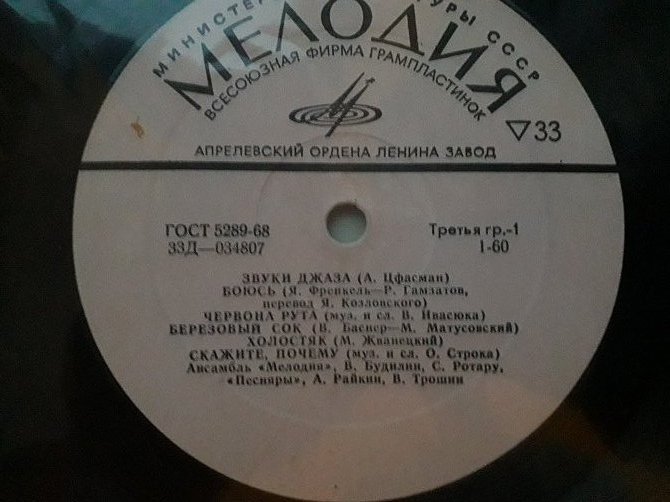 МИНИСТЕР УРЫ СССР
МЕЛОДИЯ
ВСЕСОЮЗНАЯ ФИРМА ГРАМПЛАСТИНОК
33
АПРЕЛЕВСКИЙ ОРДЕНА ЛЕНИНА ЗАВОД
ГОСТ 5289-68 Третья гр.-1
33Д—034807 1-60
ЗВУКИ ДЖАЗА (А. Цфасман)
БОЮСЬ (Я. Френкель—Р. Гамзатов,
перевод Я. Козловского)
ЧЕРВОНА РУТА (муз. и сл. В. Ивасюка)
БЕРЕЗОВЫЙ СОК (В. Баснер—М. Матусовский)
ХОЛОСТЯК (М. Жванецкий)
СКАЖИТЕ, ПОЧЕМУ (муз. и сл. О. Строка)
Ансамбль «Мелодия», В. Будилин, С. Ротару,
«Песняры», А. Райкин, В. Трошин